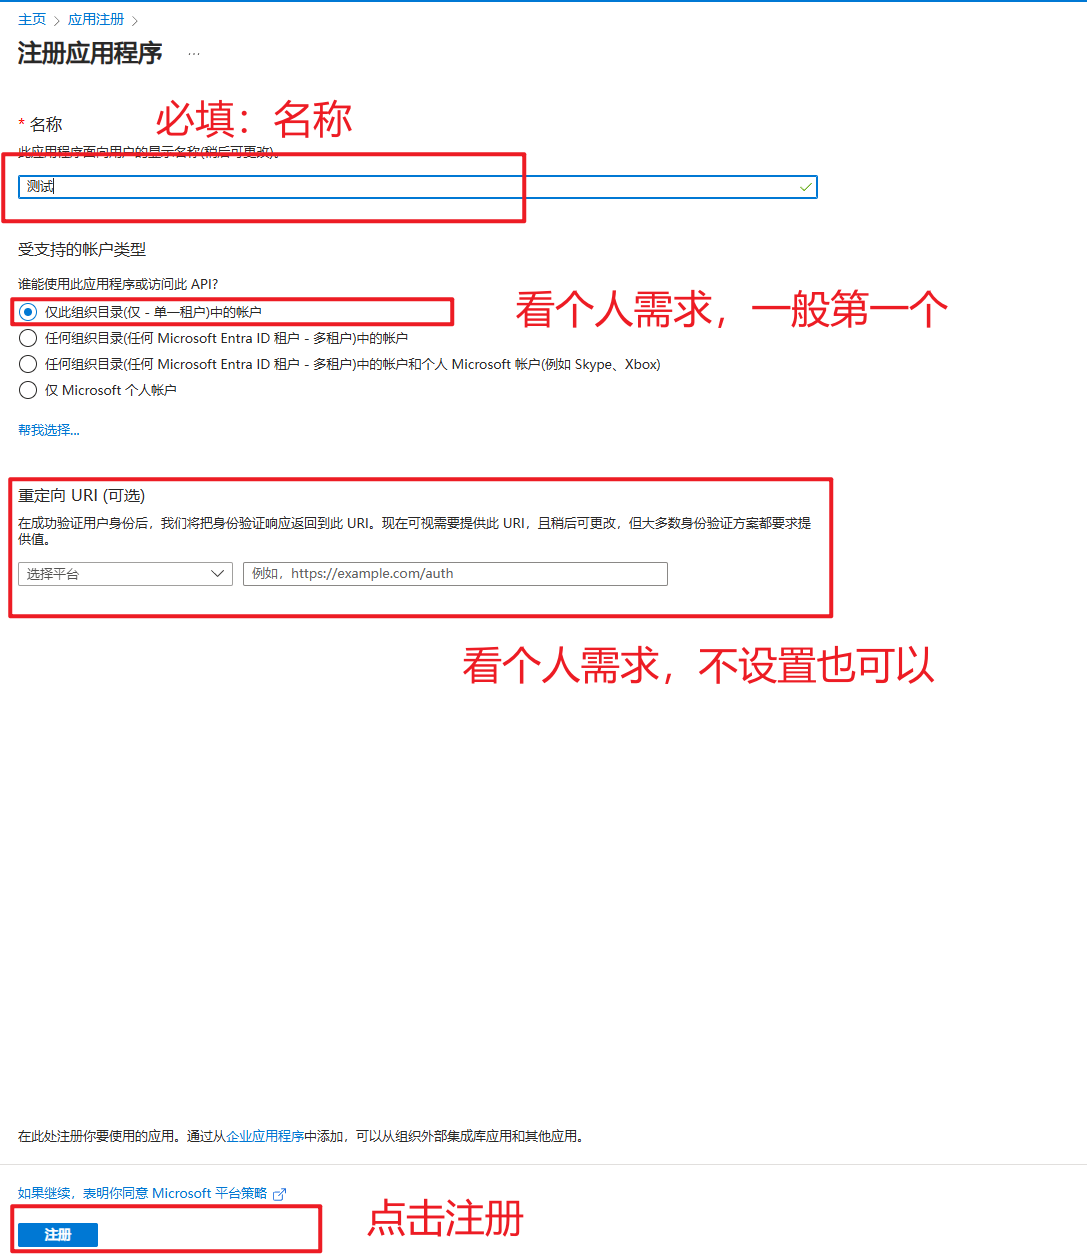 主页 > 应用注册 >
注册应用程序 ...
* 名称
必填：名称
此应用程序面向用户的显示名称(稍后可更改)。
测试
受支持的帐户类型
谁能使用此应用程序或访问此 API?
仅此组织目录(仅 - 单一租户)中的帐户
看个人需求，一般第一个
任何组织目录(任何 Microsoft Entra ID 租户 - 多租户)中的帐户
任何组织目录(任何 Microsoft Entra ID 租户 - 多租户)中的帐户和个人 Microsoft 帐户(例如 Skype、Xbox)
仅 Microsoft 个人帐户
帮我选择...
重定向 URI (可选)
在成功验证用户身份后，我们将把身份验证响应返回到此 URI。现在可视需要提供此 URI，且稍后可更改，但大多数身份验证方案都要求提
供值。
选择平台
例如，https://example.com/auth
看个人需求，不设置也可以
在此处注册你要使用的应用。通过从企业应用程序中添加，可以从组织外部集成库应用和其他应用。
如果继续，表明你同意 Microsoft 平台策略
注册
点击注册